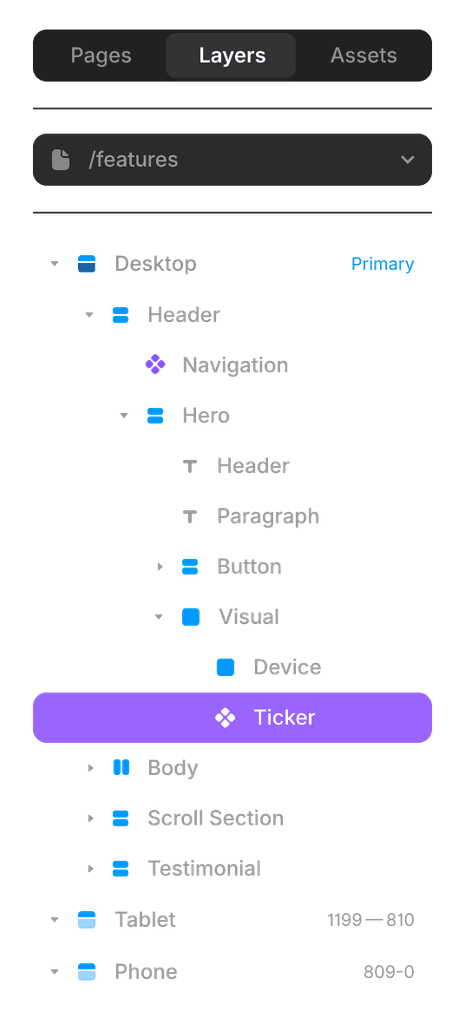 Pages Layers Assets
/features
Desktop Primary
Header
Navigation
Hero
Header
Paragraph
Button
Visual
Device
Ticker
Body
Scroll Section
Testimonial
Tablet 1199—810
Phone 809-0